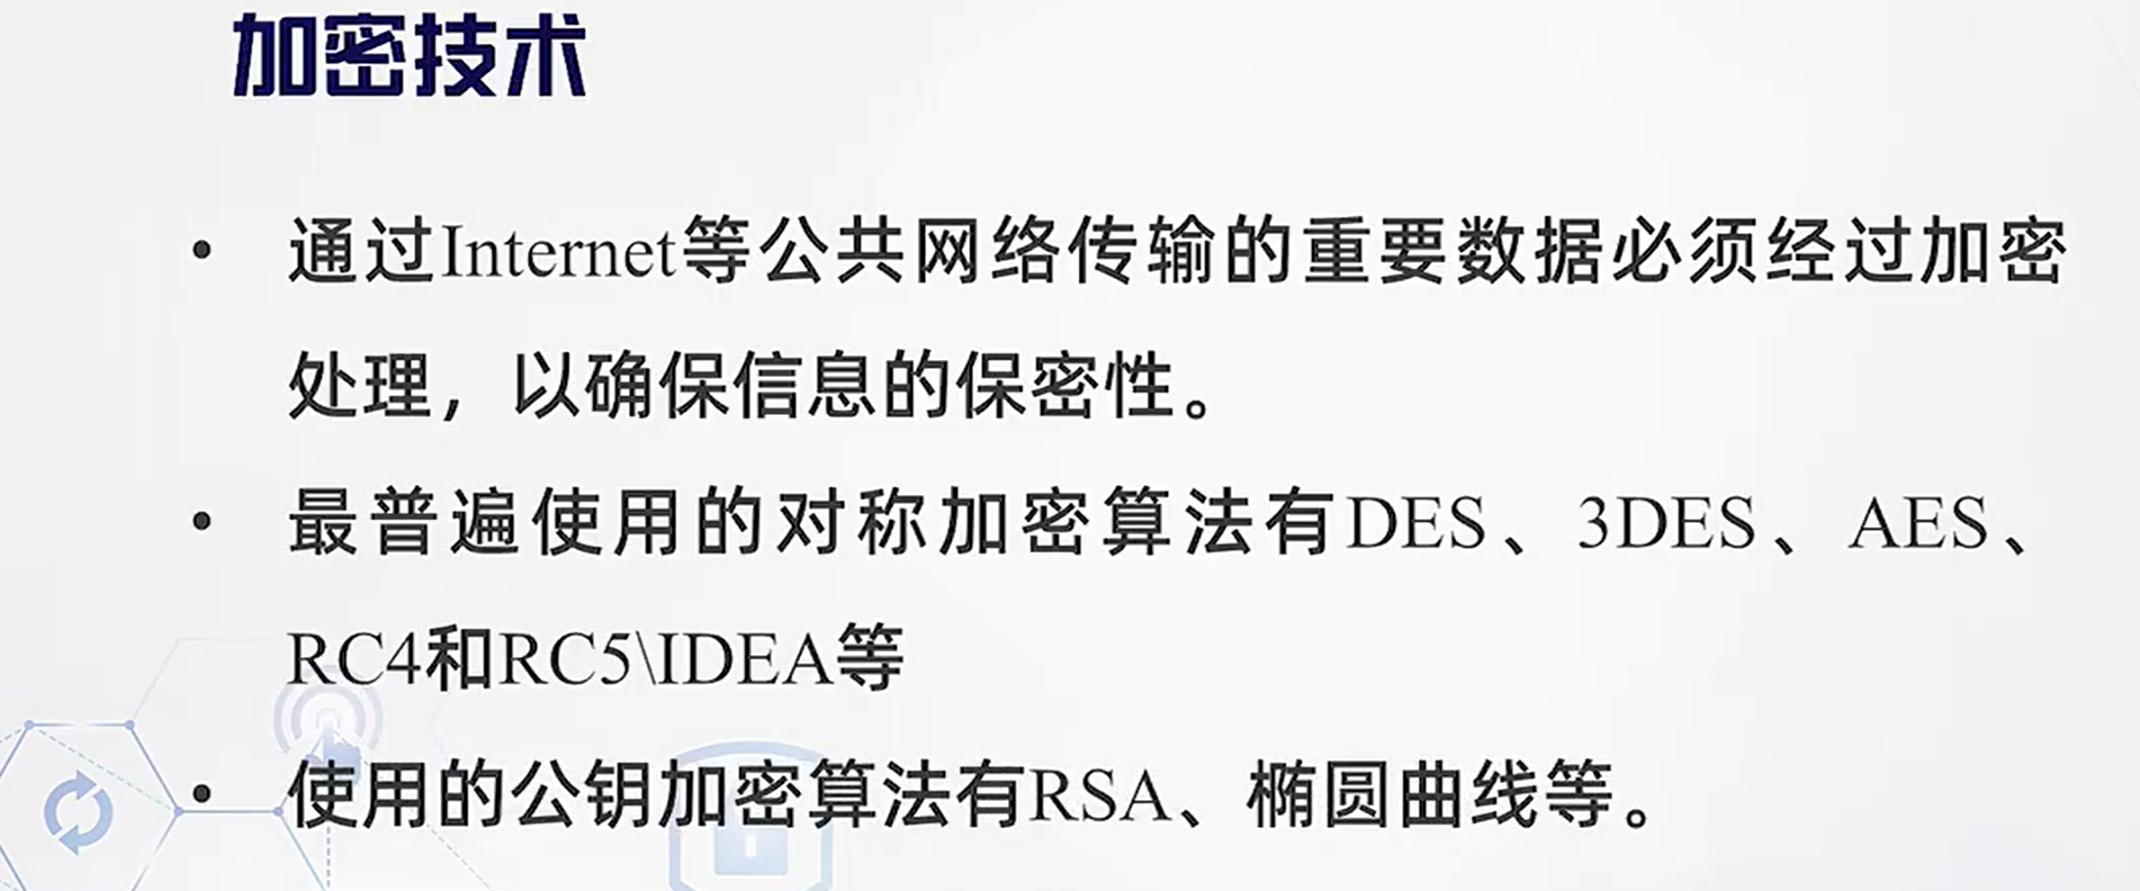 加密技术
• 通过Internet等公共网络传输的重要数据必须经过加密
处理，以确保信息的保密性。
• 最普遍使用的对称加密算法有DES、3DES、AES、
RC4和RC5\IDEA等
• 使用的公钥加密算法有RSA、椭圆曲线等。